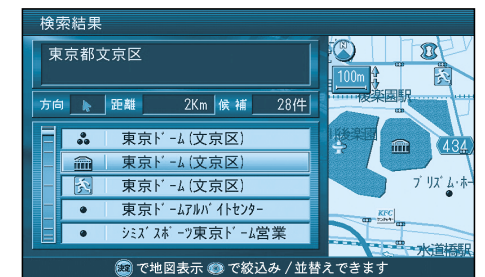 検索結果
東京都文京区
方向 距離 2Km 候補 28件
東京ﾄﾞｰﾑ(文京区)
東京ﾄﾞｰﾑ(文京区)
東京ﾄﾞｰﾑ(文京区)
東京ﾄﾞｰﾑｱﾙﾊﾞｲﾄｾﾝﾀｰ
ｼﾐｽﾞｽﾎﾟｰﾂ東京ﾄﾞｰﾑ営業
で地図表示 で絞込み/並替えできます
100m
後楽園駅
後楽園
434
ﾌﾟﾘｽﾞﾑ･ﾎｰ
KFC
水道橋駅